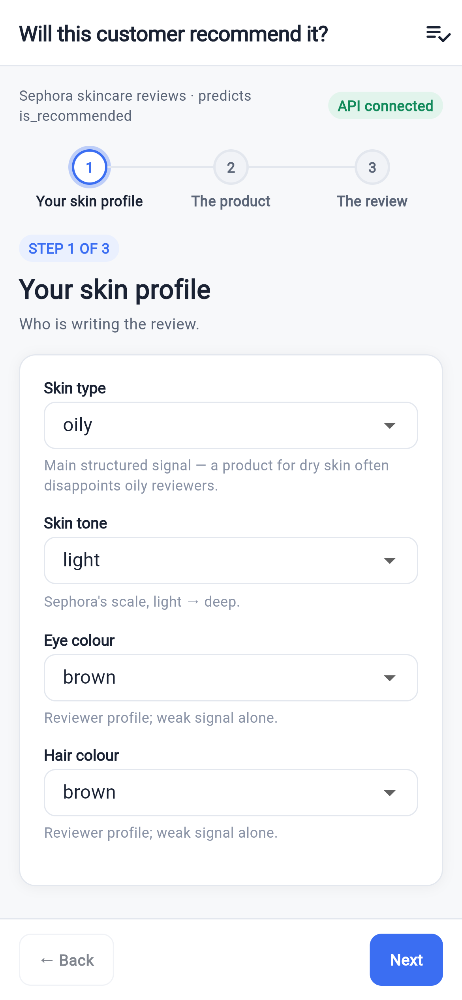 Will this customer recommend it?
Sephora skincare reviews · predicts
is_recommended
API connected
1
2
3
Your skin profile
The product
The review
STEP 1 OF 3
Your skin profile
Who is writing the review.
Skin type
oily
Main structured signal — a product for dry skin often
disappoints oily reviewers.
Skin tone
light
Sephora's scale, light → deep.
Eye colour
brown
Reviewer profile; weak signal alone.
Hair colour
brown
Reviewer profile; weak signal alone.
← Back
Next